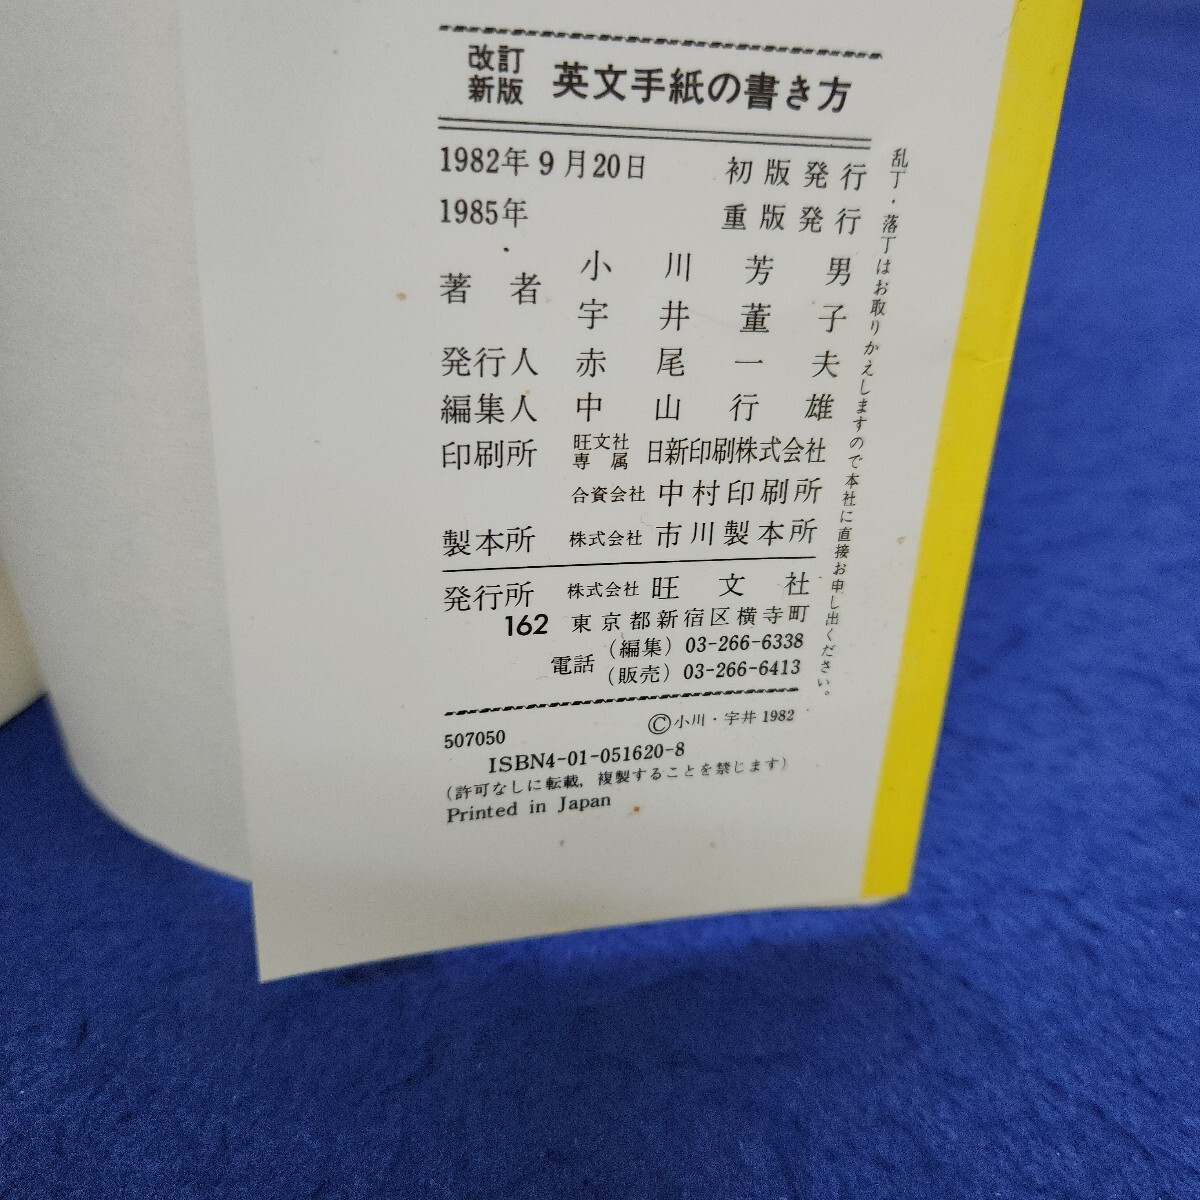 改訂新版 英文手紙の書き方
1982年9月20日 初版発行
1985年 重版発行
著者 小川芳男
宇井董子
発行人 赤尾一夫
編集人 中山行雄
印刷所 旺文社専属 日新印刷株式会社
合資会社 中村印刷所
製本所 株式会社 市川製本所
発行所 株式会社 旺文社
162 東京都新宿区横寺町
電話 (編集) 03-266-6338
(販売) 03-266-6413
©小川・宇井 1982
507050
ISBN4-01-051620-8
(許可なしに転載, 複製することを禁じます)
Printed in Japan
乱丁・落丁はお取りかえしますので本社に直接お申し出ください。